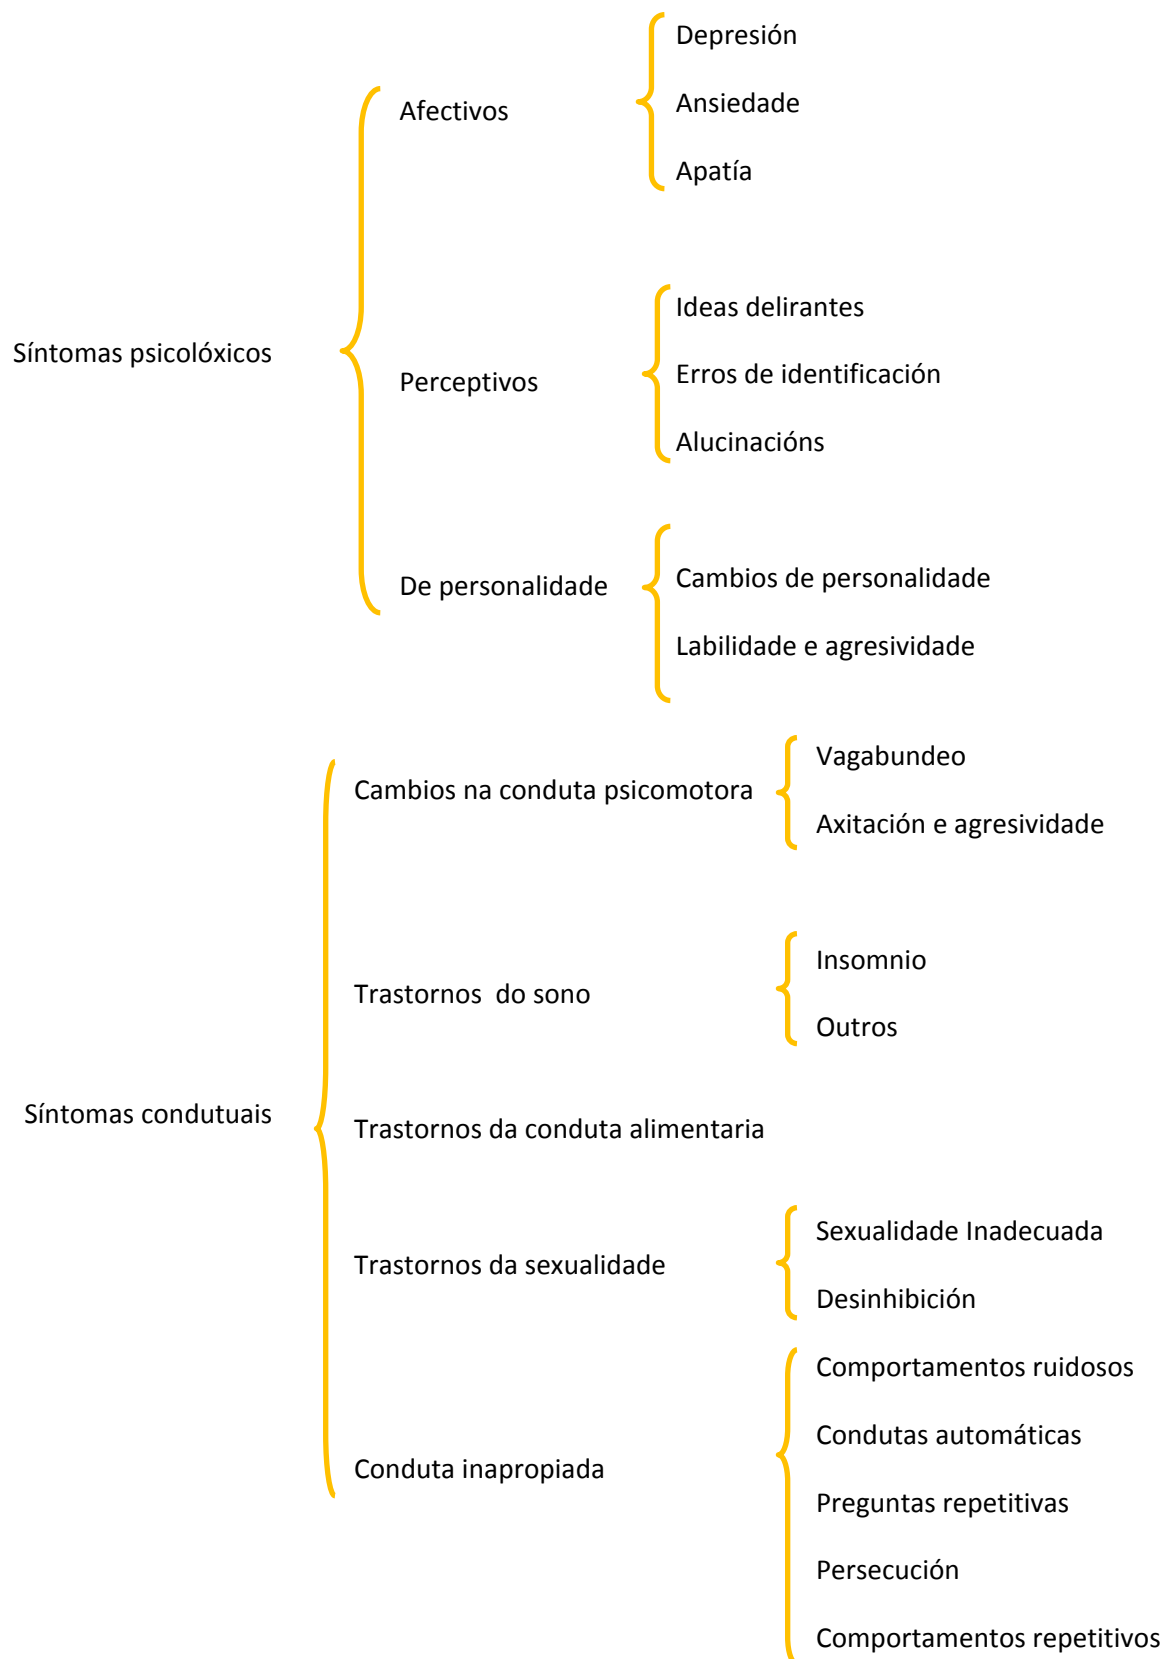 Síntomas psicolóxicos
Afectivos
Depresión
Ansiedade
Apatía
Perceptivos
Ideas delirantes
Erros de identificación
Alucinacións
De personalidade
Cambios de personalidade
Labilidade e agresividade
Síntomas condutuais
Cambios na conduta psicomotora
Vagabundeo
Axitación e agresividade
Trastornos  do sono
Insomnio
Outros
Trastornos da conduta alimentaria
Trastornos da sexualidade
Sexualidade Inadecuada
Desinhibición
Conduta inapropiada
Comportamentos ruidosos
Condutas automáticas
Preguntas repetitivas
Persecución
Comportamentos repetitivos